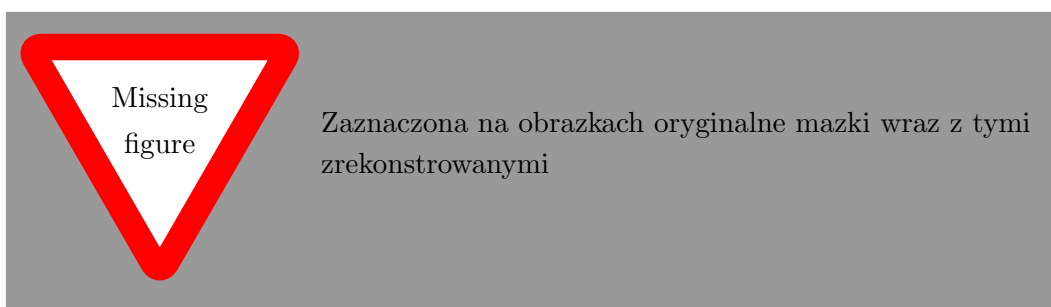 Missing
figure
Zaznaczona na obrazkach oryginalne mazki wraz z tymi
zrekonstrowanymi